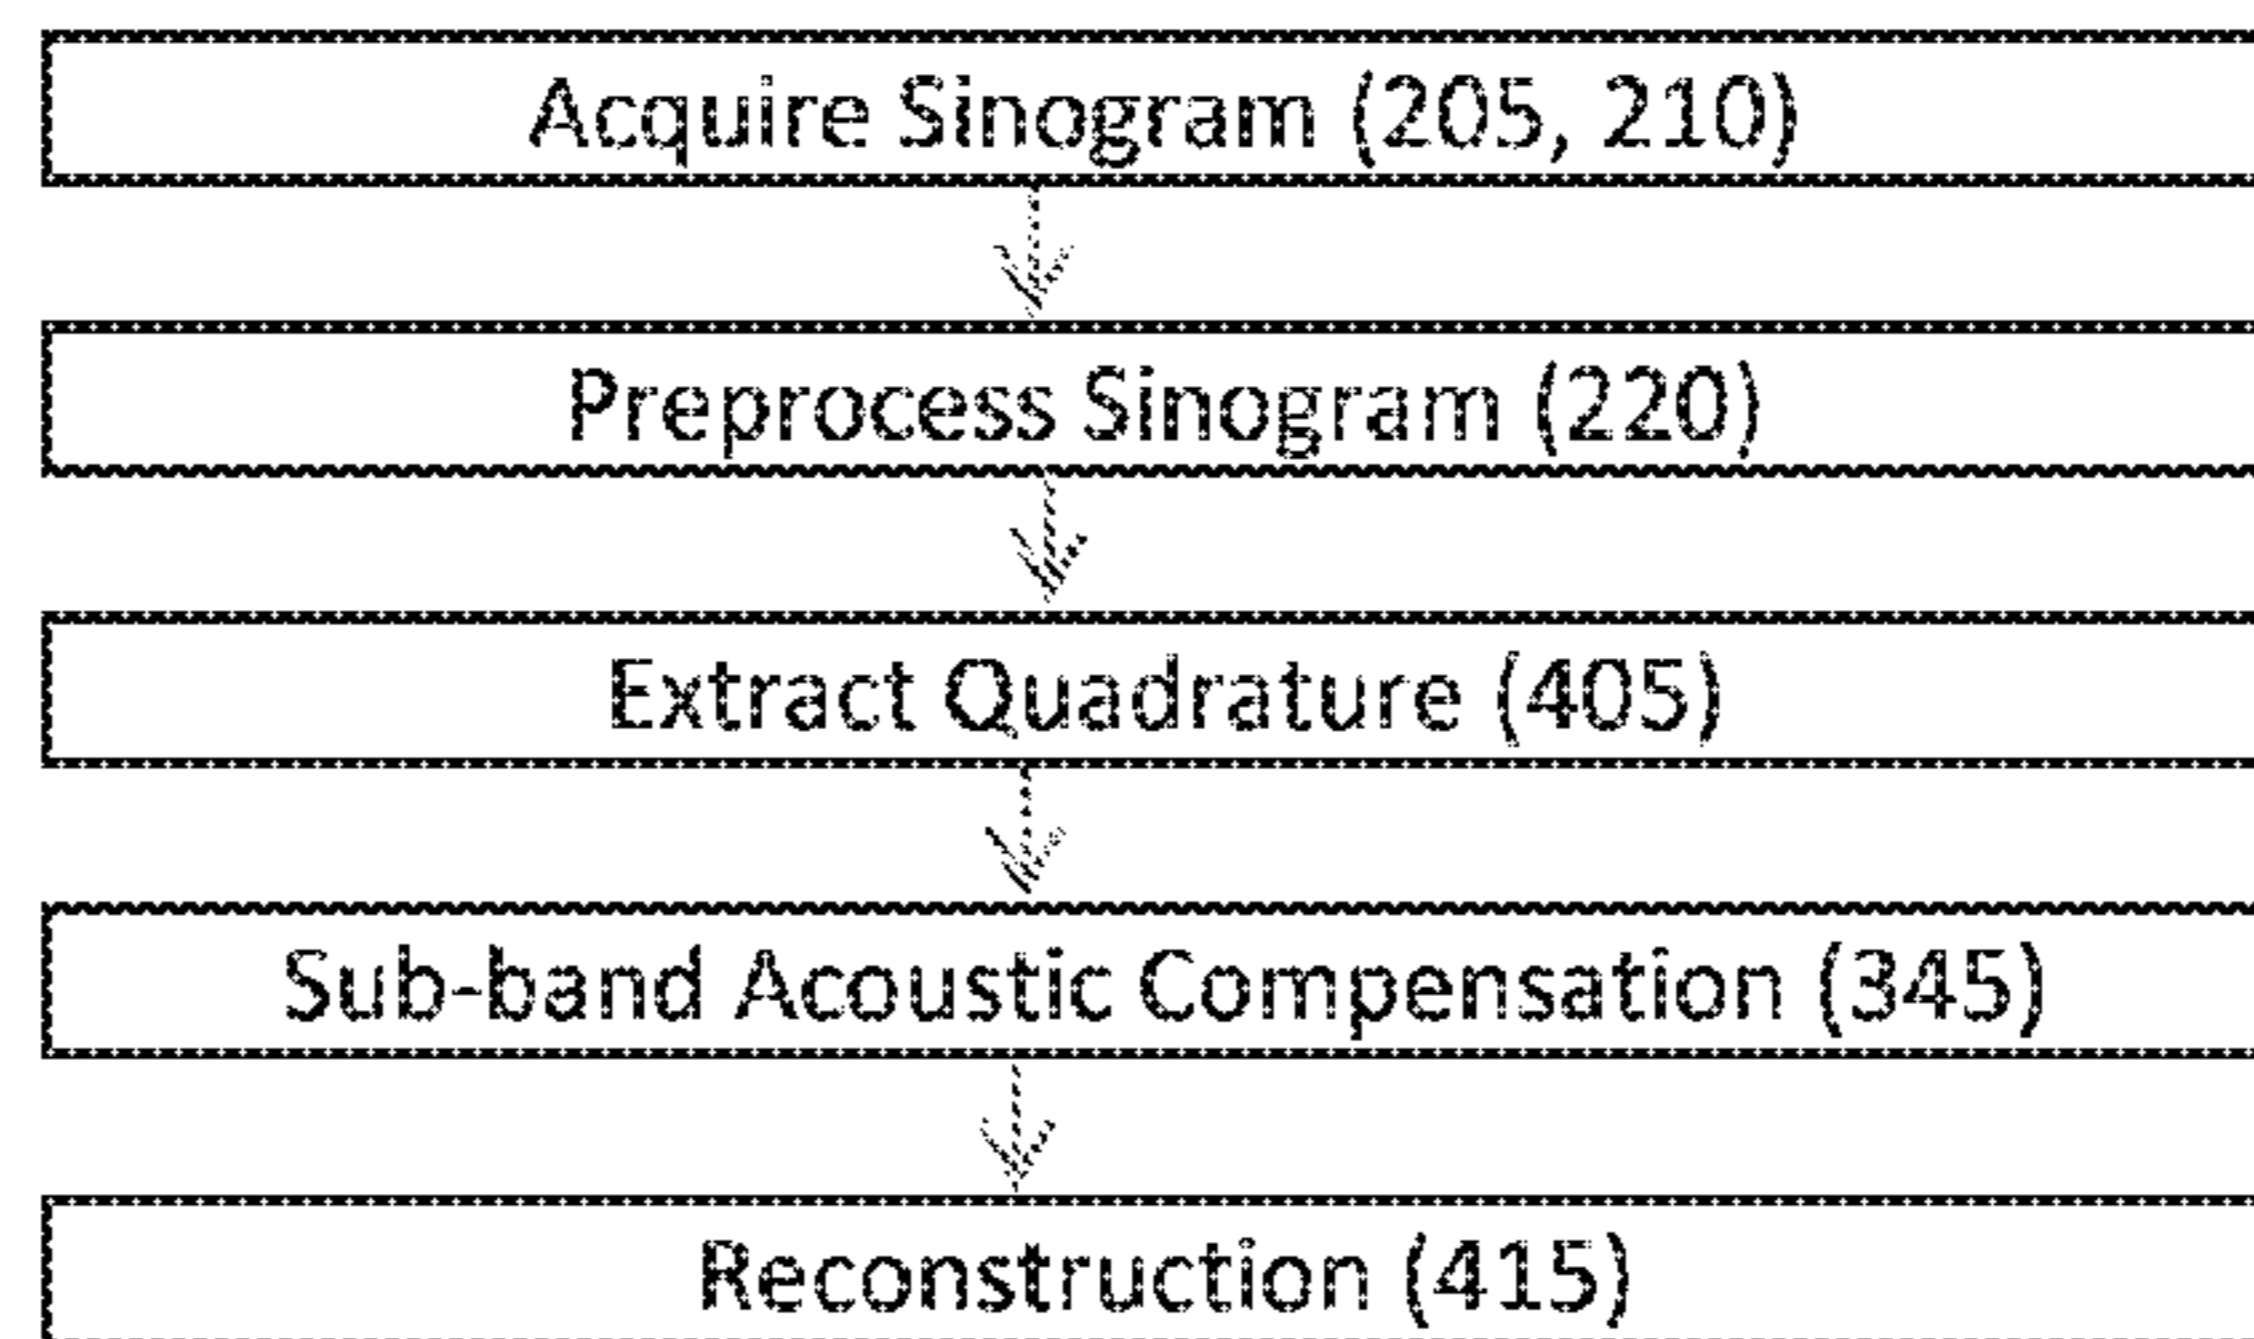 Acquire Sinogram (205, 210)
Preprocess Sinogram (220)
Extract Quadrature (405)
Sub-band Acoustic Compensation (345)
Reconstruction (415)